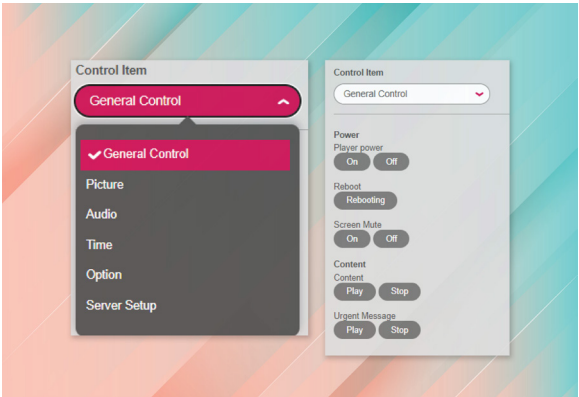 Control Item
General Control
General Control
Picture
Audio
Time
Option
Server Setup
Control Item
General Control
Power
Player power
On Off
Reboot
Rebooting
Screen Mute
On Off
Content
Content
Play Stop
Urgent Message
Play Stop